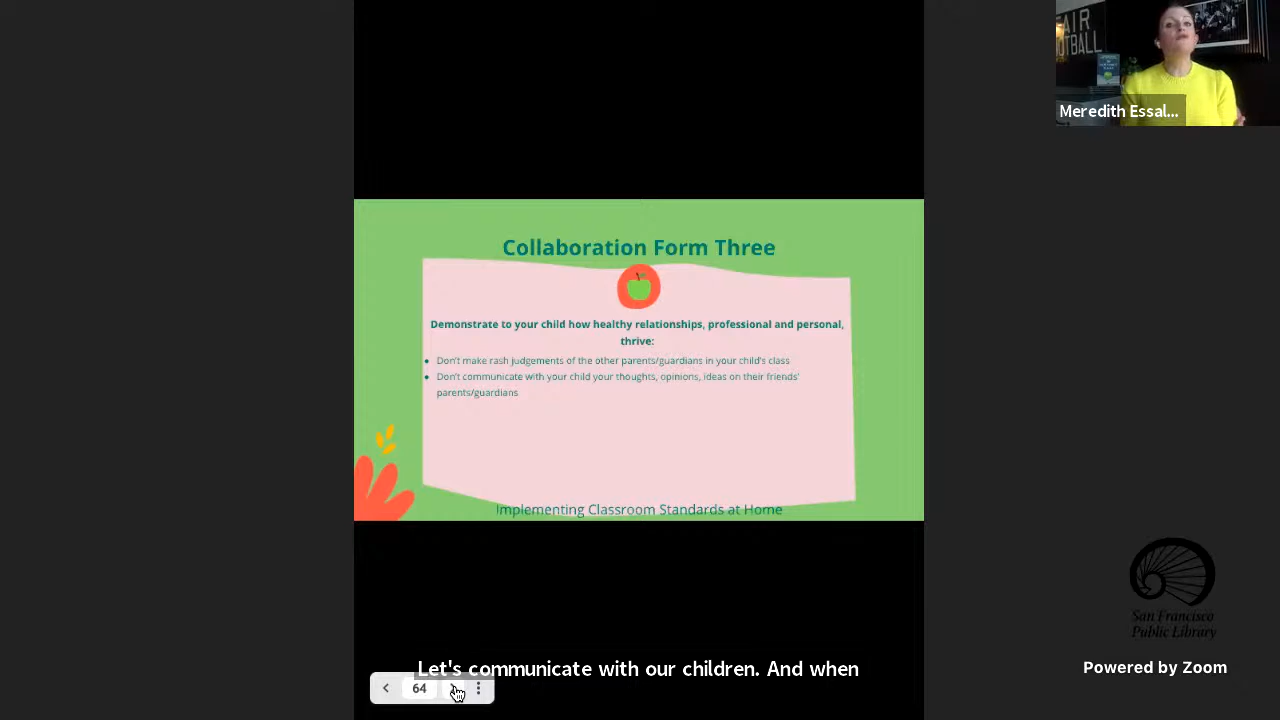 AIR
FOOTBALL
Meredith Essal...
Collaboration Form Three
Demonstrate to your child how healthy relationships, professional and personal,
thrive:
Don't make rash judgements of the other parents/guardians in your child's class
Don't communicate with your child your thoughts, opinions, ideas on their friends'
parents/guardians
Implementing Classroom Standards at Home
San Francisco
Public Library
Let's communicate with our children. And when
Powered by Zoom
64